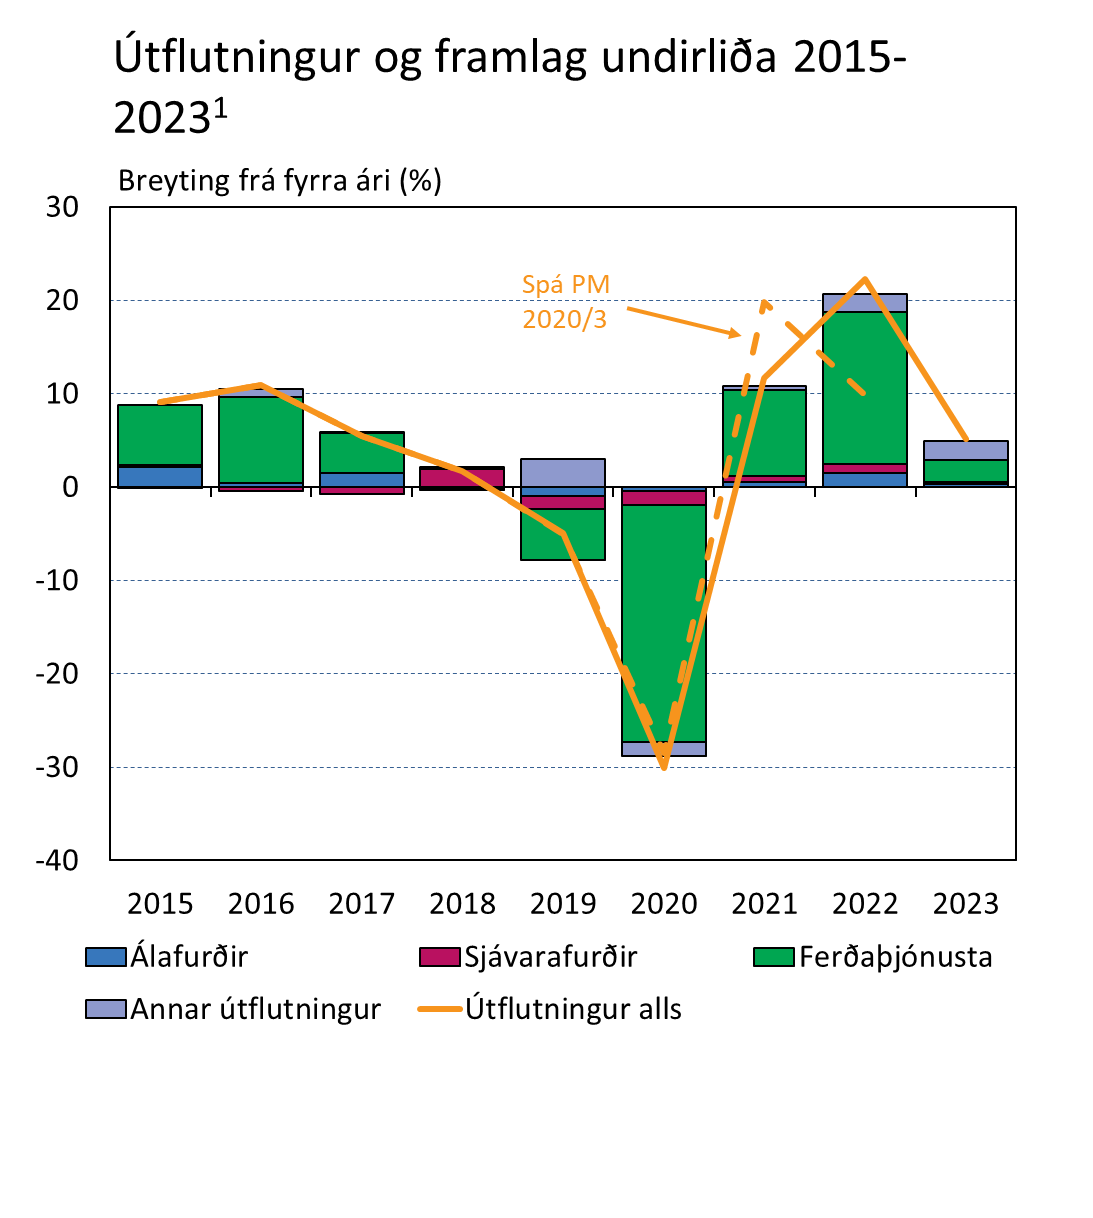 Útflutningur og framlag undirliða 2015-
2023¹
Breyting frá fyrra ári (%)
30
20
10
0
-10
-20
-30
-40
Spá PM
2020/3
2015 2016 2017 2018 2019 2020 2021 2022 2023
Álafurðir Sjávarafurðir Ferðaþjónusta
Annar útflutningur Útflutningur alls